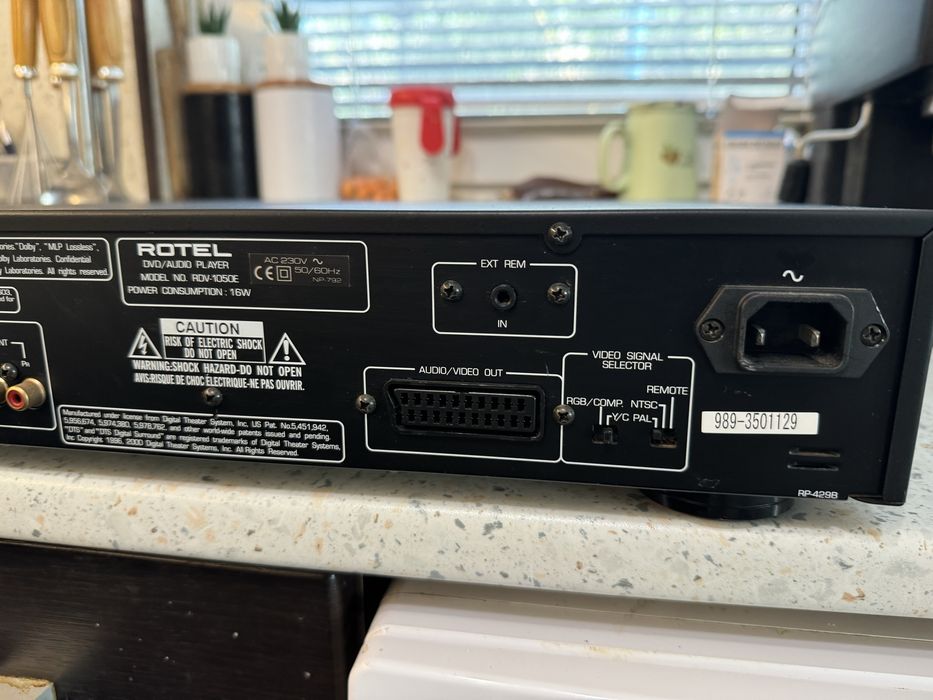 ories."Dolby", "MLP Lossless",
olby Laboratories. Confidential
y Laboratories. All rights reserved.
ROTEL
DVD/AUDIO PLAYER
MODEL NO. RDV-1050E
POWER CONSUMPTION : 16W
AC 230V ~
CE 50/60Hz
NP-792
CAUTION
RISK OF ELECTRIC SHOCK
DO NOT OPEN
WARNING:SHOCK HAZARD-DO NOT OPEN
AVIS:RISQUE DE CHOC ÉLECTRIQUE-NE PAS OUVRIR.
PR
Manufactured under license from Digital Theater System, Inc. US Pat. No.5,451,942,
5,956,674, 5,974,380, 5,978,762, and other world-wide patents issued and pending.
"DTS" and "DTS Digital Surround" are registered trademarks of Digital Theater Systems,
Inc Copyright 1996, 2000 Digital Theater Systems, Inc. All Rights Reserved.
EXT REM
IN
AUDIO/VIDEO OUT
VIDEO SIGNAL
SELECTOR
REMOTE
RGB/COMP. NTSC
Y/C PAL
~
989-3501129
RP-429B